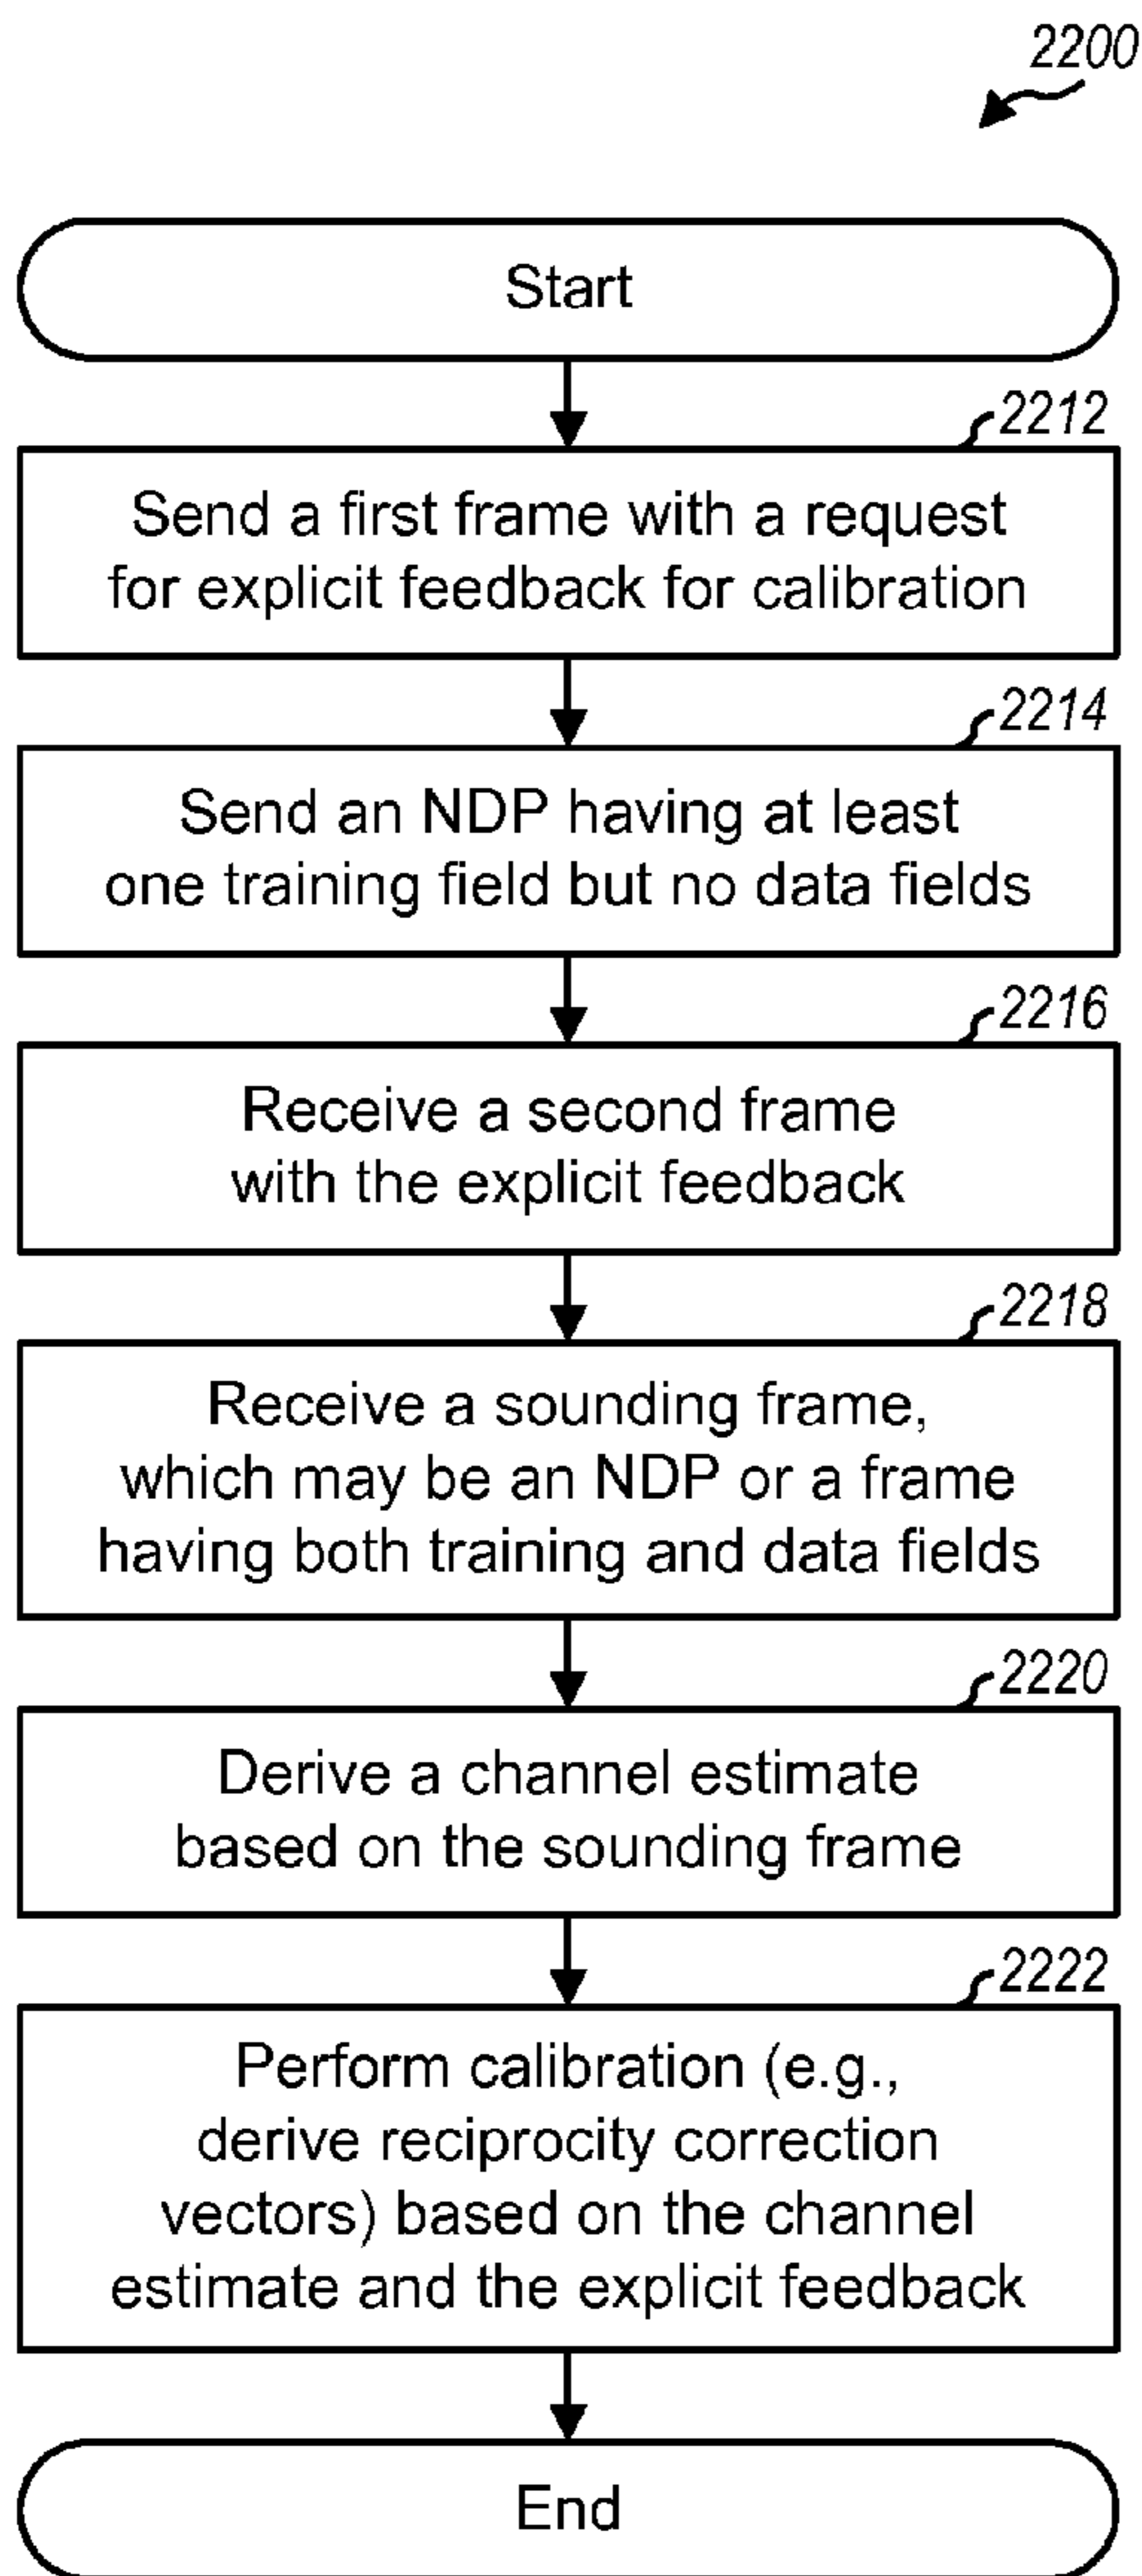 2200
Start
2212
Send a first frame with a request
for explicit feedback for calibration
2214
Send an NDP having at least
one training field but no data fields
2216
Receive a second frame
with the explicit feedback
2218
Receive a sounding frame,
which may be an NDP or a frame
having both training and data fields
2220
Derive a channel estimate
based on the sounding frame
2222
Perform calibration (e.g.,
derive reciprocity correction
vectors) based on the channel
estimate and the explicit feedback
End